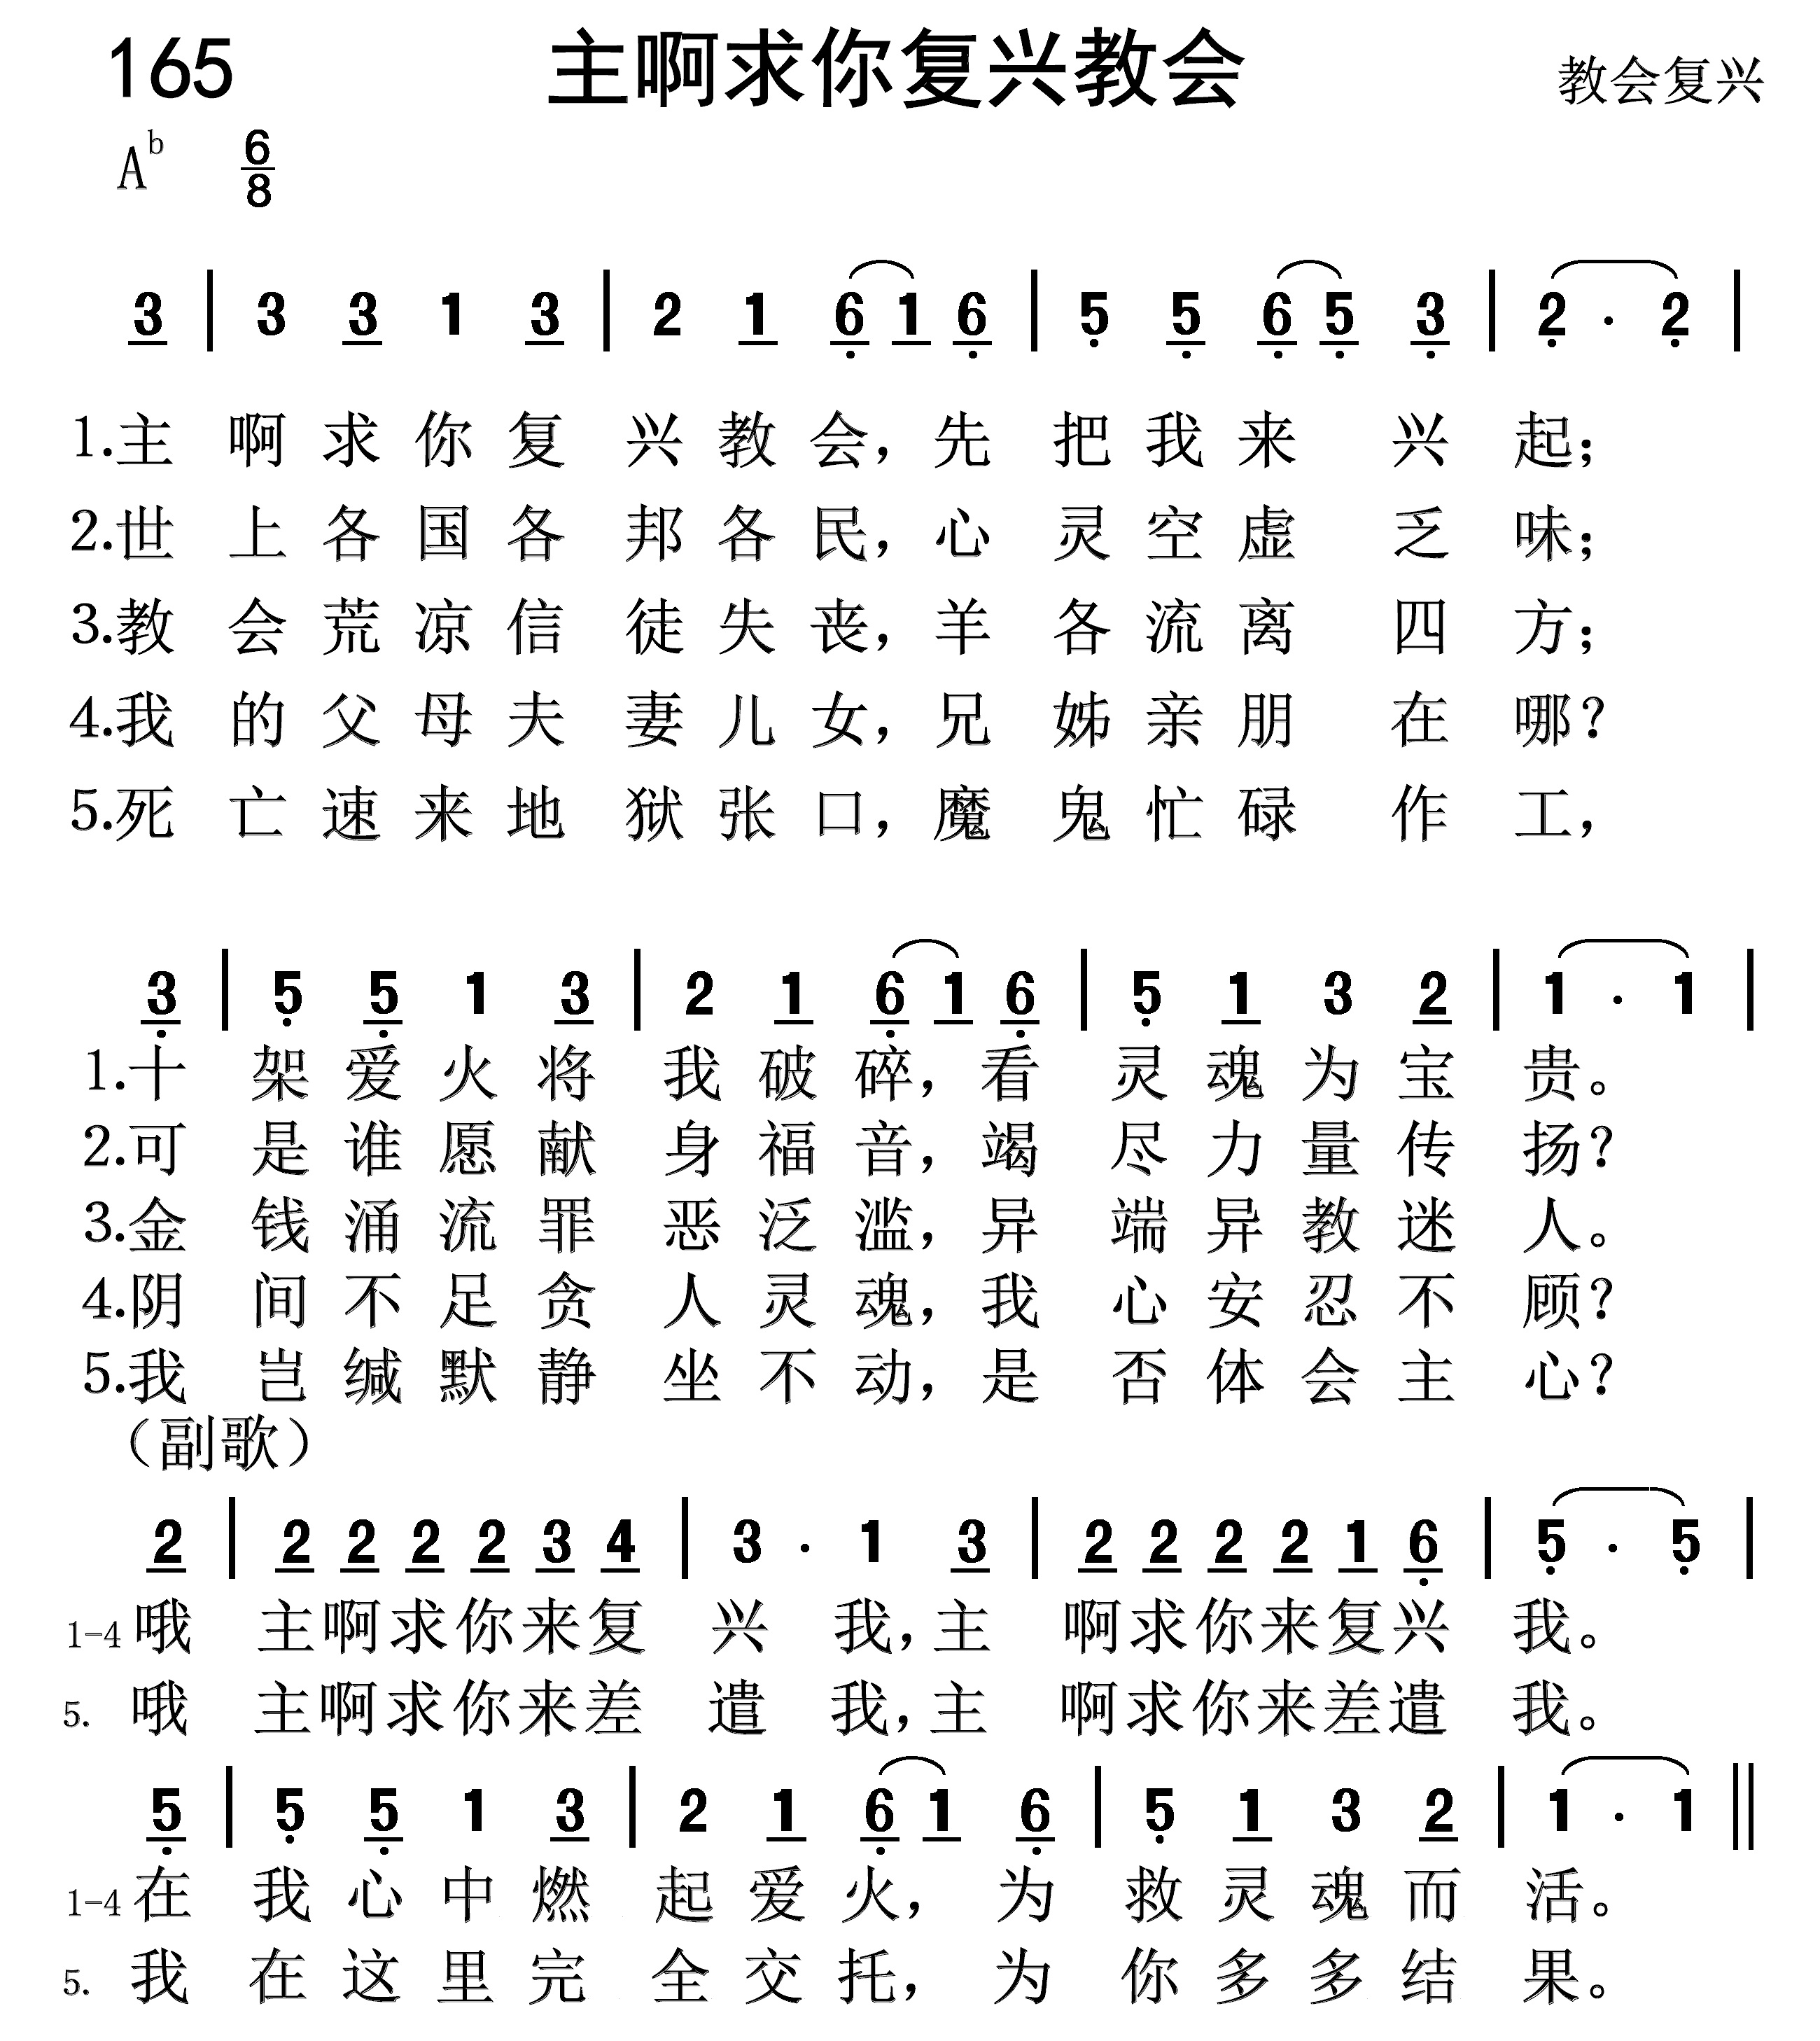 165 主啊求你复兴教会 教会复兴
A♭ 6/8
3 | 3 3 1 3 | 2 1 6 1 6 | 5 5 6 5 3 | 2 · 2 |
1.主啊求你复兴教会，先把我来兴起；
2.世上各国各邦各民，心灵空虚乏味；
3.教会荒凉信徒失丧，羊各流离四方；
4.我的父母夫妻儿女，兄姊亲朋在哪？
5.死亡速来地狱张口，魔鬼忙碌作工，
3 | 5 5 1 3 | 2 1 6 1 6 | 5 1 3 2 | 1 · 1 |
1.十架爱火将我破碎，看灵魂为宝贵。
2.可是谁愿献身福音，竭尽力量传扬？
3.金钱涌流罪恶泛滥，异端异教迷人。
4.阴间不足贪人灵魂，我心安忍不顾？
5.我岂缄默静坐不动，是否体会主心？
（副歌）
2 | 2 2 2 2 3 4 | 3 · 1 3 | 2 2 2 2 1 6 | 5 · 5 |
1-4 哦主啊求你来复兴我，主啊求你来复兴我。
5. 哦主啊求你来差遣我，主啊求你来差遣我。
5 | 5 5 1 3 | 2 1 6 1 6 | 5 1 3 2 | 1 · 1 ||
1-4 在我心中燃起爱火，为救灵魂而活。
5. 我在这里完全交托，为你多多结果。